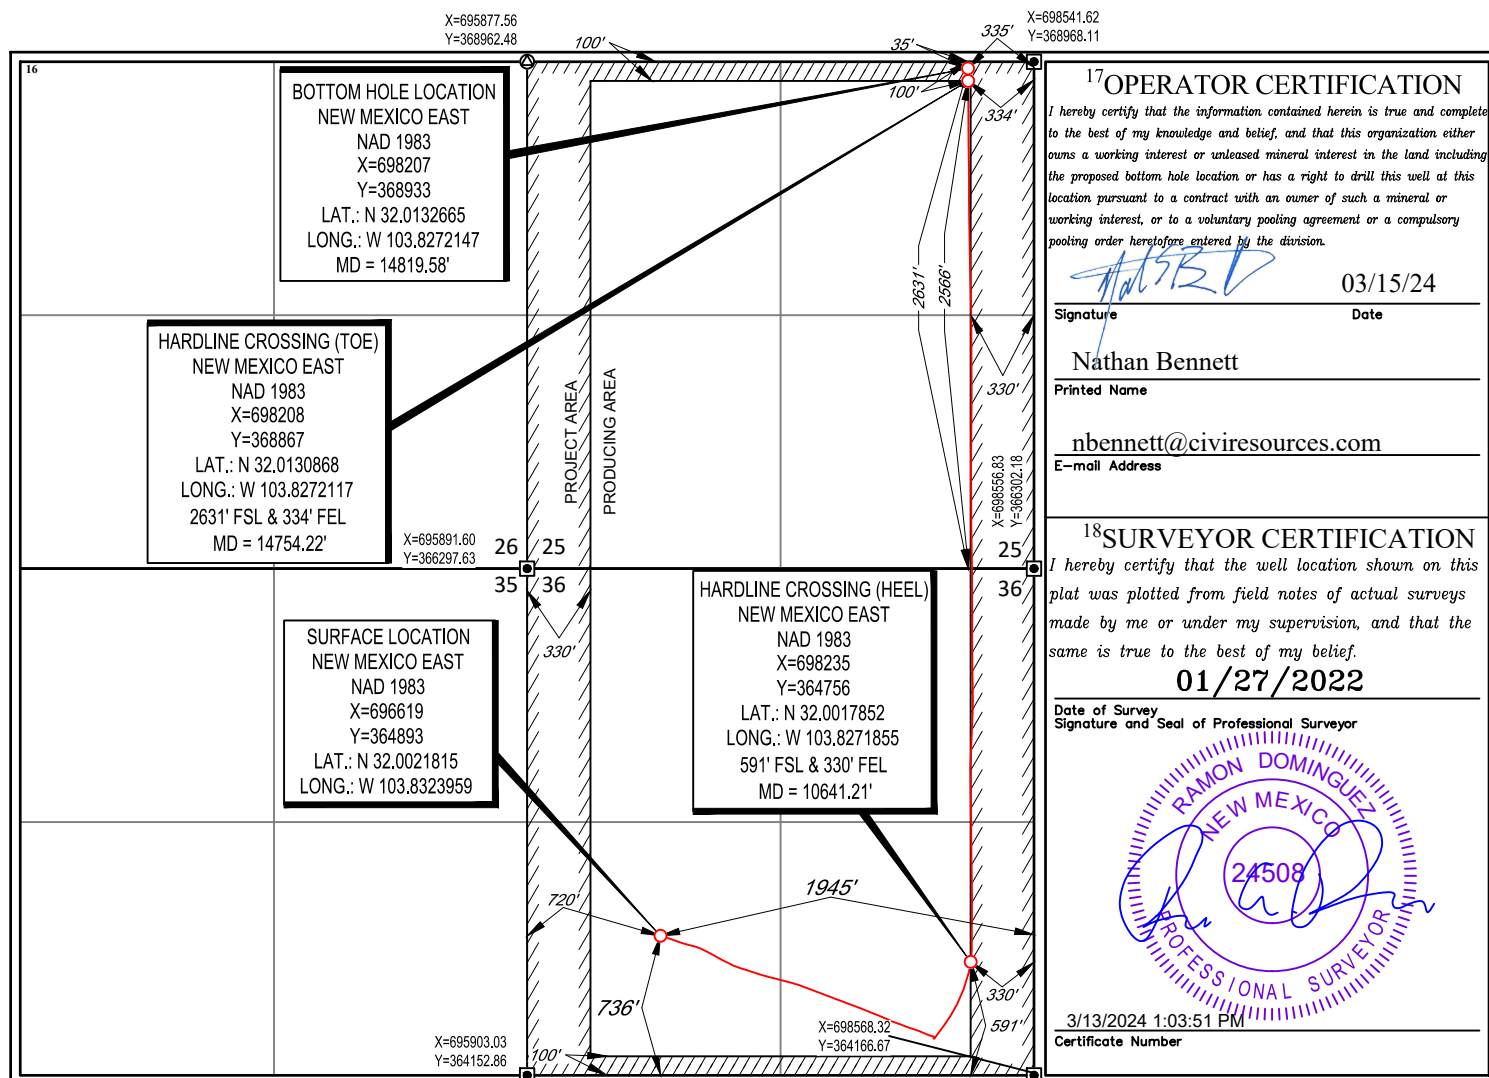 X=695877.56
Y=368962.48
X=698541.62
Y=368968.11
100'
35'
335'
16
BOTTOM HOLE LOCATION
NEW MEXICO EAST
NAD 1983
X=698207
Y=368933
LAT.: N 32.0132665
LONG.: W 103.8272147
MD = 14819.58'
100'
334'
HARDLINE CROSSING (TOE)
NEW MEXICO EAST
NAD 1983
X=698208
Y=368867
LAT.: N 32.0130868
LONG.: W 103.8272117
2631' FSL & 334' FEL
MD = 14754.22'
2631'
2566'
330'
PROJECT AREA
PRODUCING AREA
X=698556.83
Y=366302.18
X=695891.60
Y=366297.63
26
25
25
35
36
36
330'
HARDLINE CROSSING (HEEL)
NEW MEXICO EAST
NAD 1983
X=698235
Y=364756
LAT.: N 32.0017852
LONG.: W 103.8271855
591' FSL & 330' FEL
MD = 10641.21'
SURFACE LOCATION
NEW MEXICO EAST
NAD 1983
X=696619
Y=364893
LAT.: N 32.0021815
LONG.: W 103.8323959
720'
1945'
736'
330'
591'
X=698568.32
Y=364166.67
X=695903.03
Y=364152.86
100'
17 OPERATOR CERTIFICATION
I hereby certify that the information contained herein is true and complete
to the best of my knowledge and belief, and that this organization either
owns a working interest or unleased mineral interest in the land including
the proposed bottom hole location or has a right to drill this well at this
location pursuant to a contract with an owner of such a mineral or
working interest, or to a voluntary pooling agreement or a compulsory
pooling order heretofore entered by the division.
03/15/24
Signature Date
Nathan Bennett
Printed Name
nbennett@civiresources.com
E-mail Address
18 SURVEYOR CERTIFICATION
I hereby certify that the well location shown on this
plat was plotted from field notes of actual surveys
made by me or under my supervision, and that the
same is true to the best of my belief.
01/27/2022
Date of Survey
Signature and Seal of Professional Surveyor
RAMON DOMINGUEZ
NEW MEXICO
24508
PROFESSIONAL SURVEYOR
3/13/2024 1:03:51 PM
Certificate Number